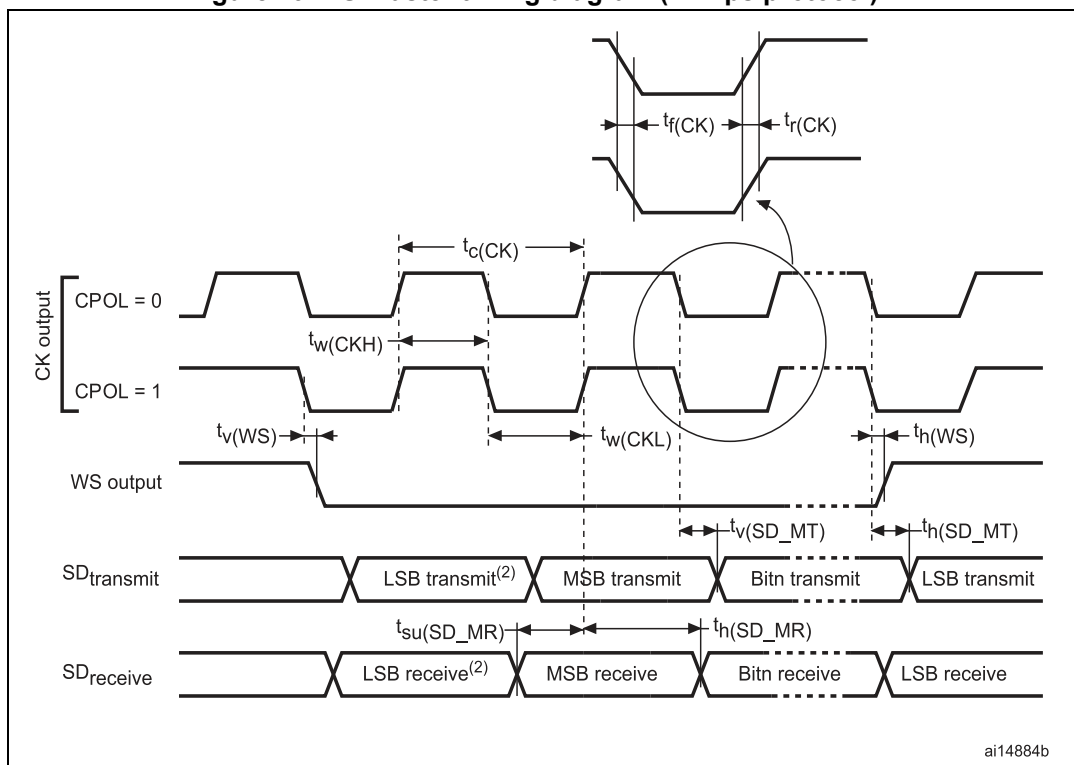 tf(CK)
tr(CK)
tc(CK)
CK output
CPOL = 0
tw(CKH)
CPOL = 1
tv(WS)
tw(CKL)
th(WS)
WS output
tv(SD_MT)
th(SD_MT)
SDtransmit
LSB transmit(2)
MSB transmit
Bitn transmit
LSB transmit
tsu(SD_MR)
th(SD_MR)
SDreceive
LSB receive(2)
MSB receive
Bitn receive
LSB receive
ai14884b